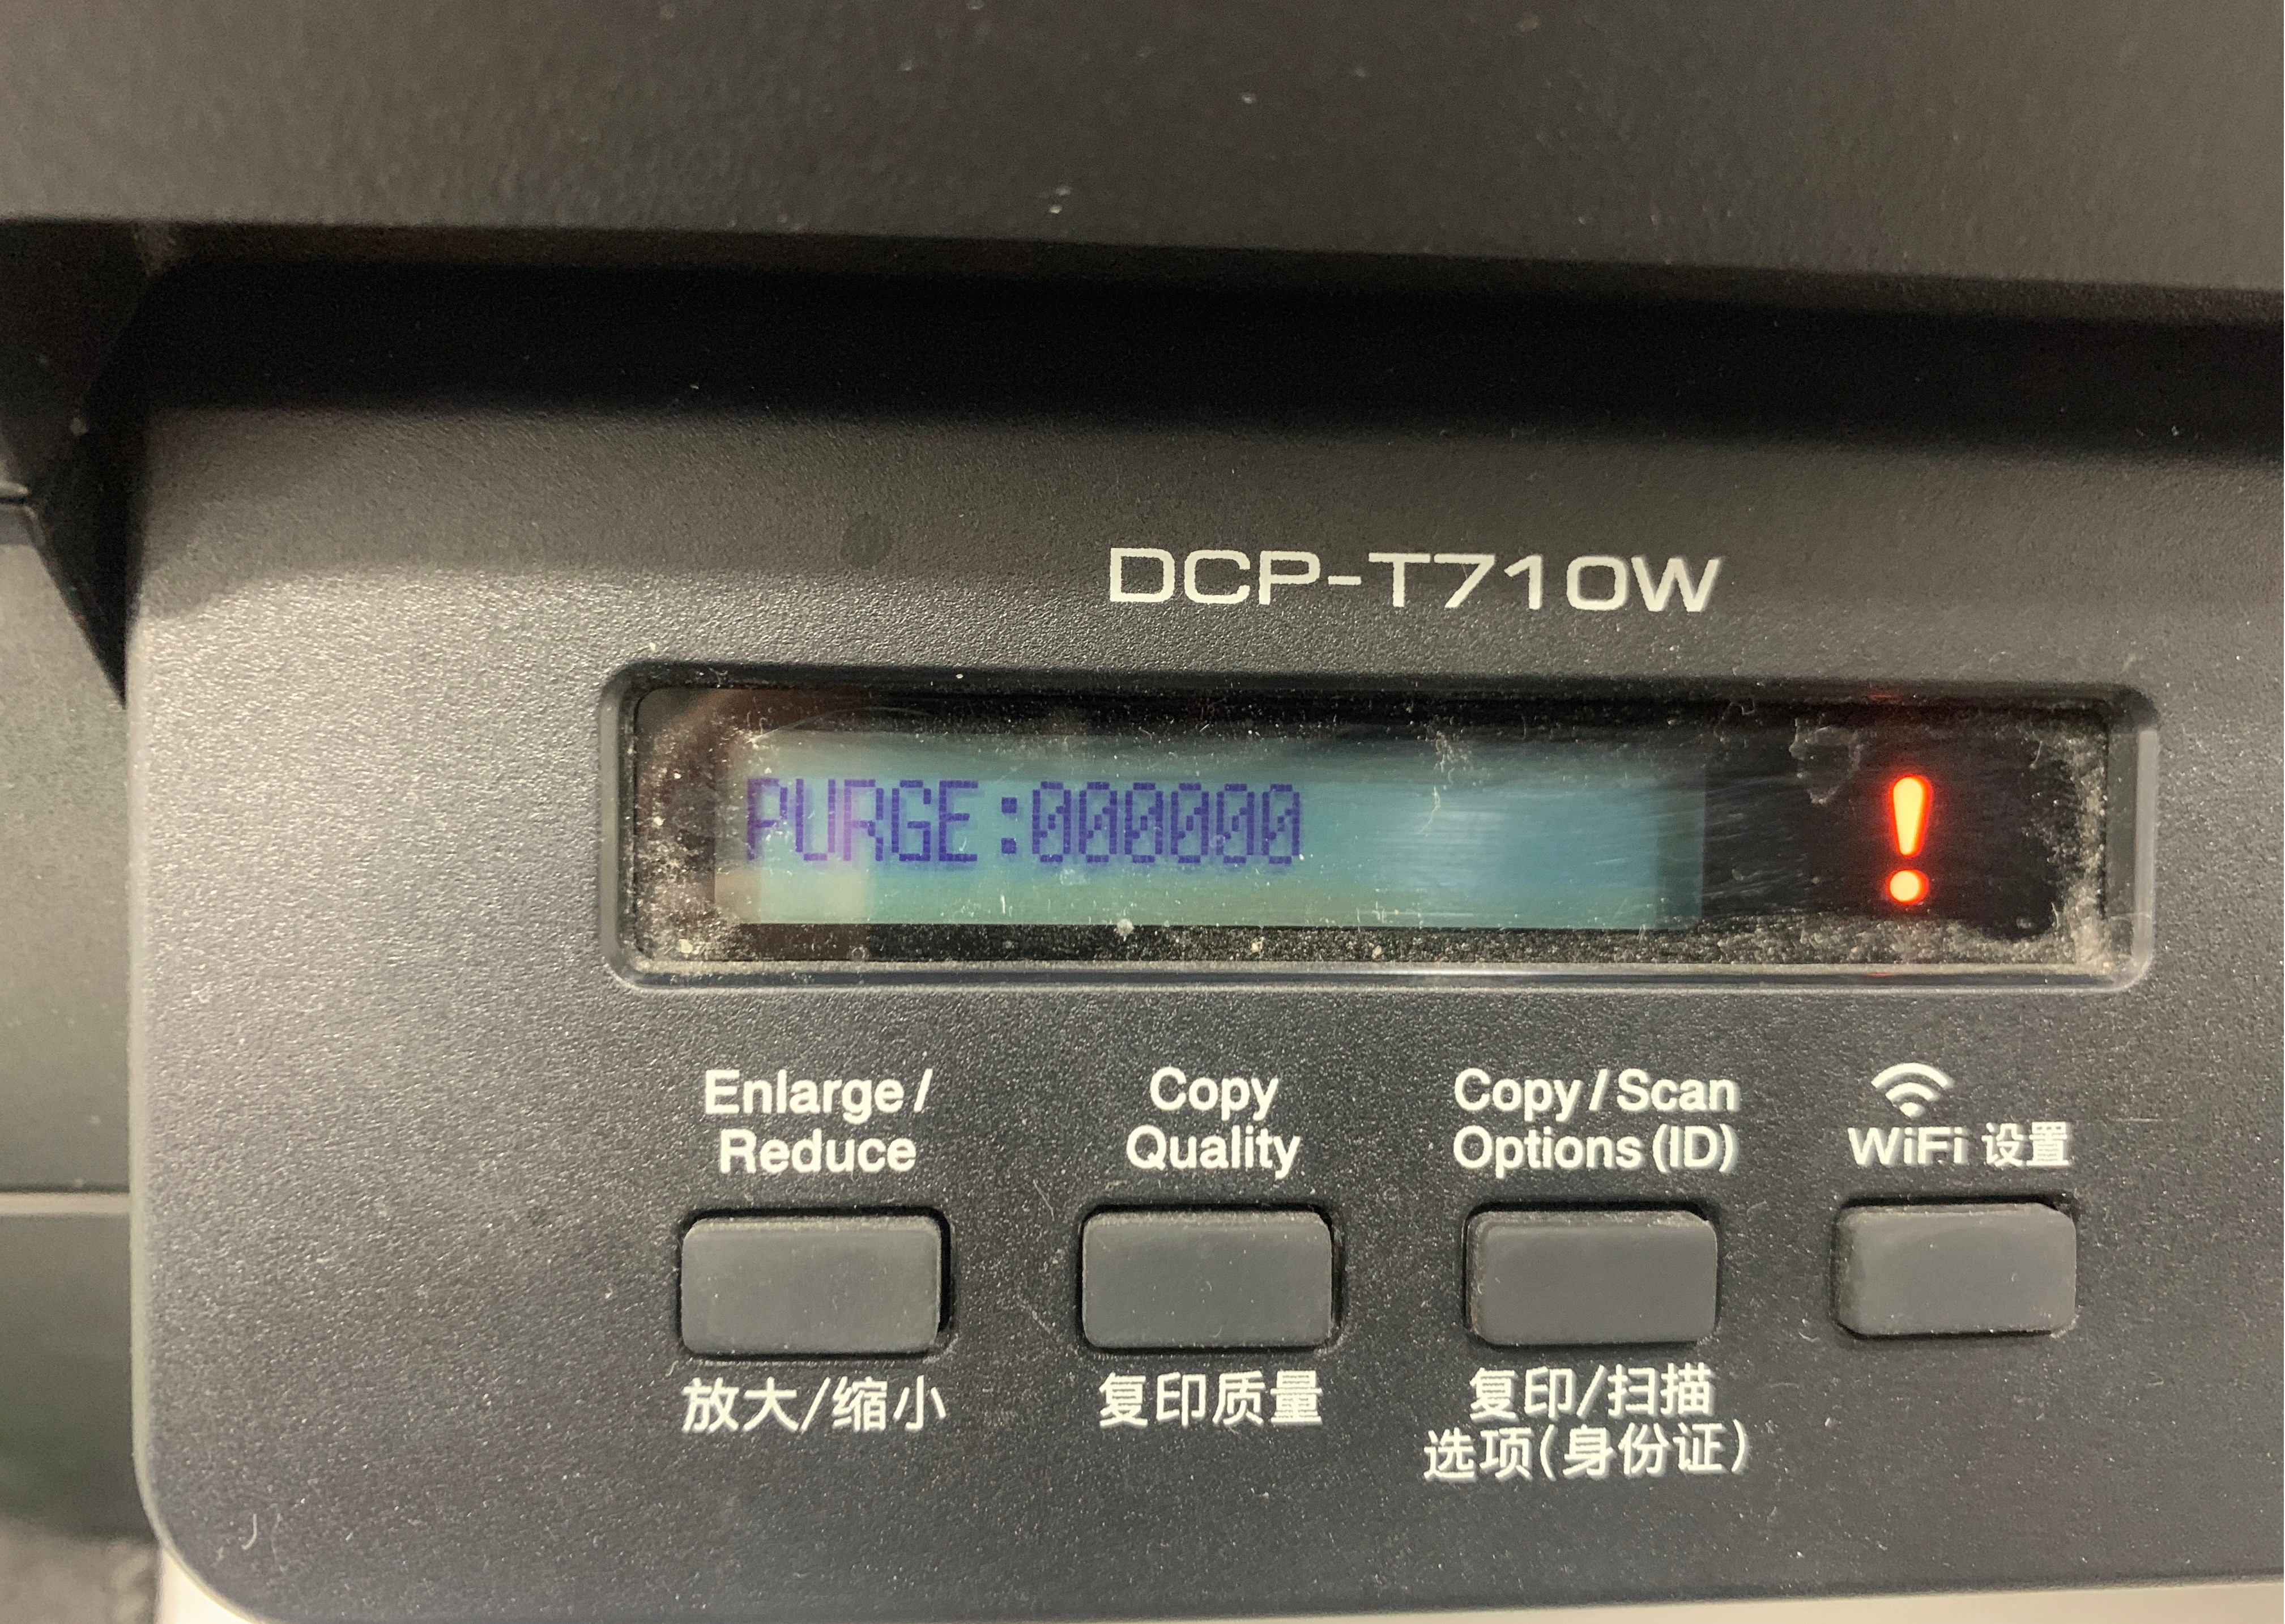 DCP-T710W
PURGE:000000
Enlarge/
Reduce
Copy
Quality
Copy/Scan
Options(ID)
WiFi 设置
放大/缩小
复印质量
复印/扫描
选项(身份证)